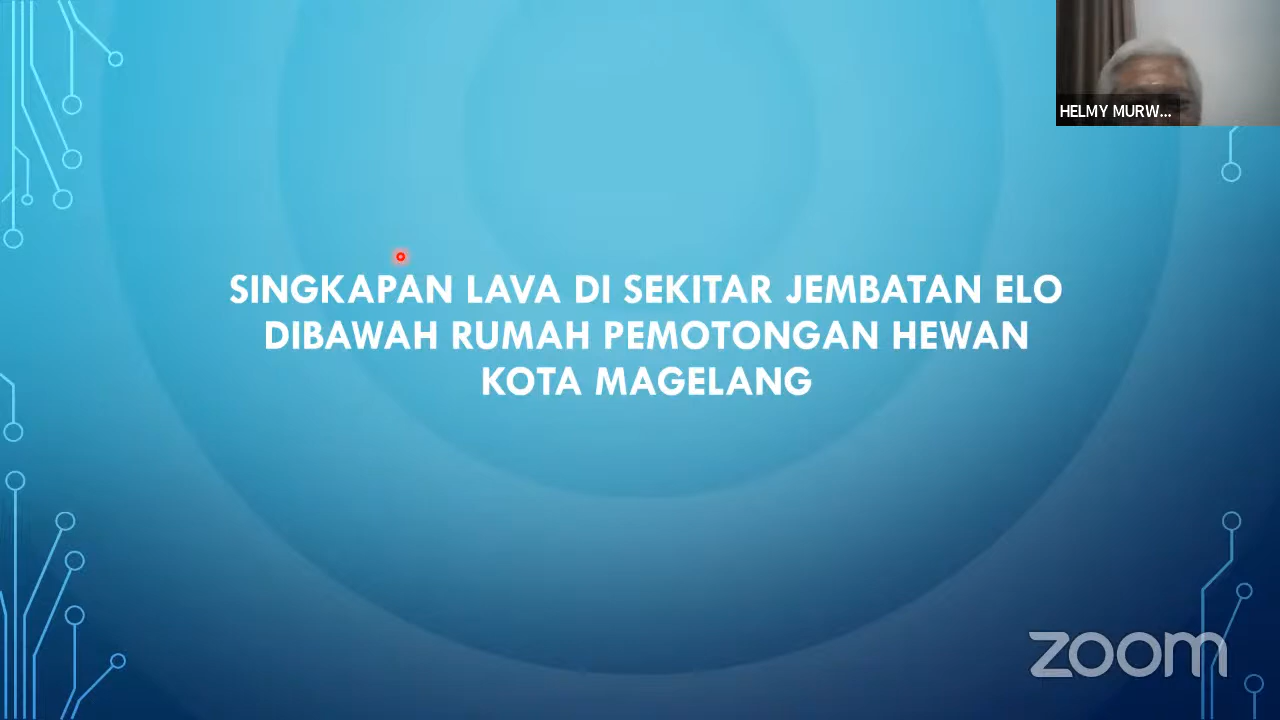 HELMY MURW...
SINGKAPAN LAVA DI SEKITAR JEMBATAN ELO
DIBAWAH RUMAH PEMOTONGAN HEWAN
KOTA MAGELANG
zoom